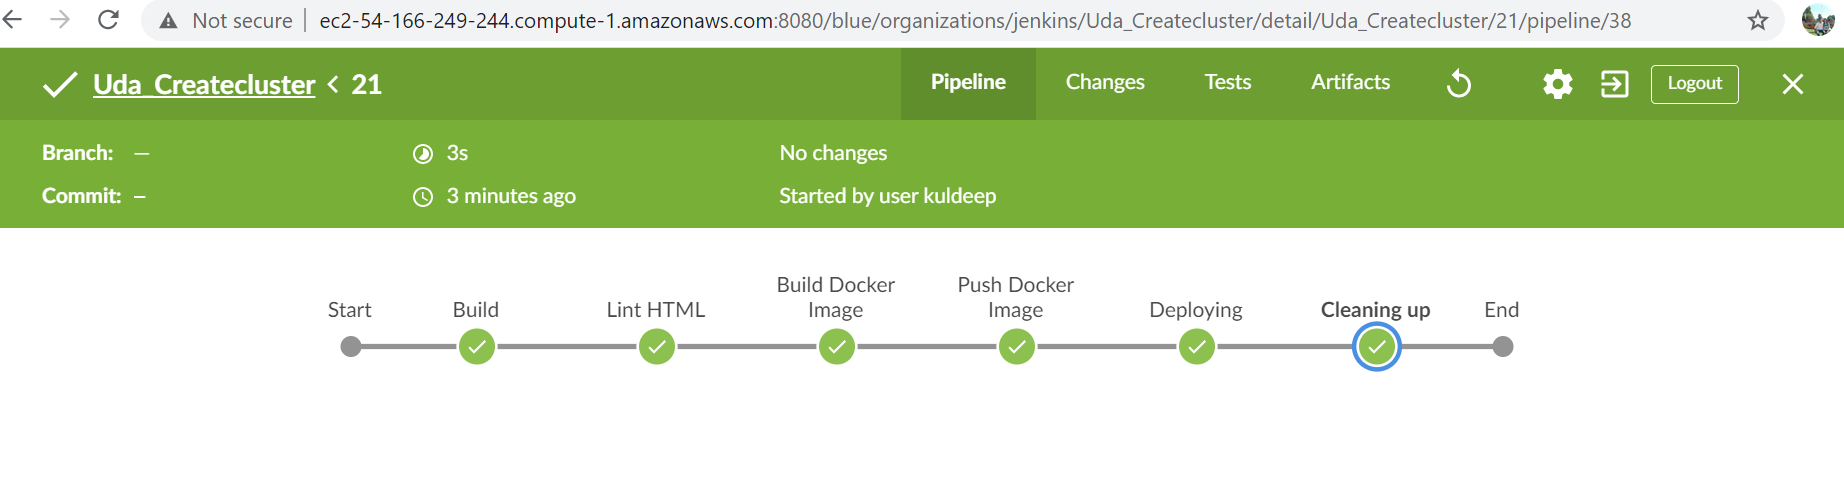 Not secure | ec2-54-166-249-244.compute-1.amazonaws.com:8080/blue/organizations/jenkins/Uda_Createcluster/detail/Uda_Createcluster/21/pipeline/38
Uda_Createcluster < 21 Pipeline Changes Tests Artifacts Logout
Branch: — 3s No changes
Commit: – 3 minutes ago Started by user kuldeep
Build Docker Push Docker
Start Build Lint HTML Image Image Deploying Cleaning up End